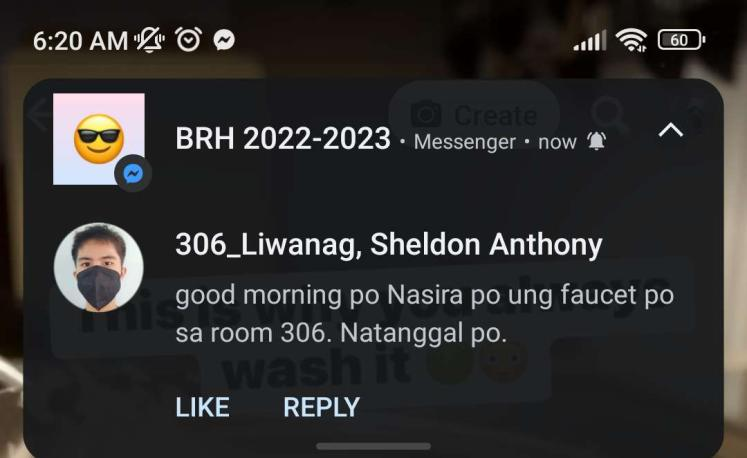 6:20 AM
60
Create
BRH 2022-2023 • Messenger • now
306_Liwanag, Sheldon Anthony
good morning po Nasira po ung faucet po
sa room 306. Natanggal po.
This is why you always
wash it
LIKE REPLY